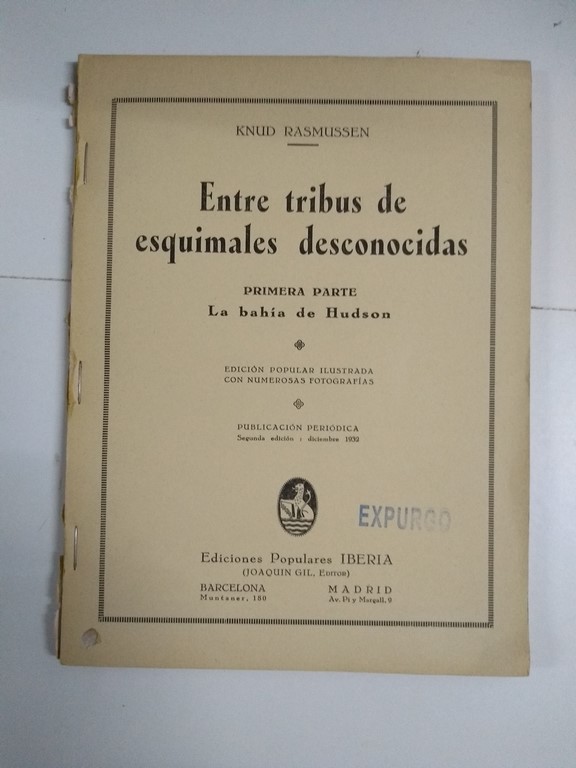 KNUD RASMUSSEN
Entre tribus de
esquimales desconocidas
PRIMERA PARTE
La bahía de Hudson
EDICIÓN POPULAR ILUSTRADA
CON NUMEROSAS FOTOGRAFÍAS
PUBLICACIÓN PERIÓDICA
Segunda edición : diciembre 1932
EXPURGO
Ediciones Populares IBERIA
(JOAQUIN GIL, EDITOR)
BARCELONA MADRID
Muntaner, 180 Av. Pi y Margall, 9